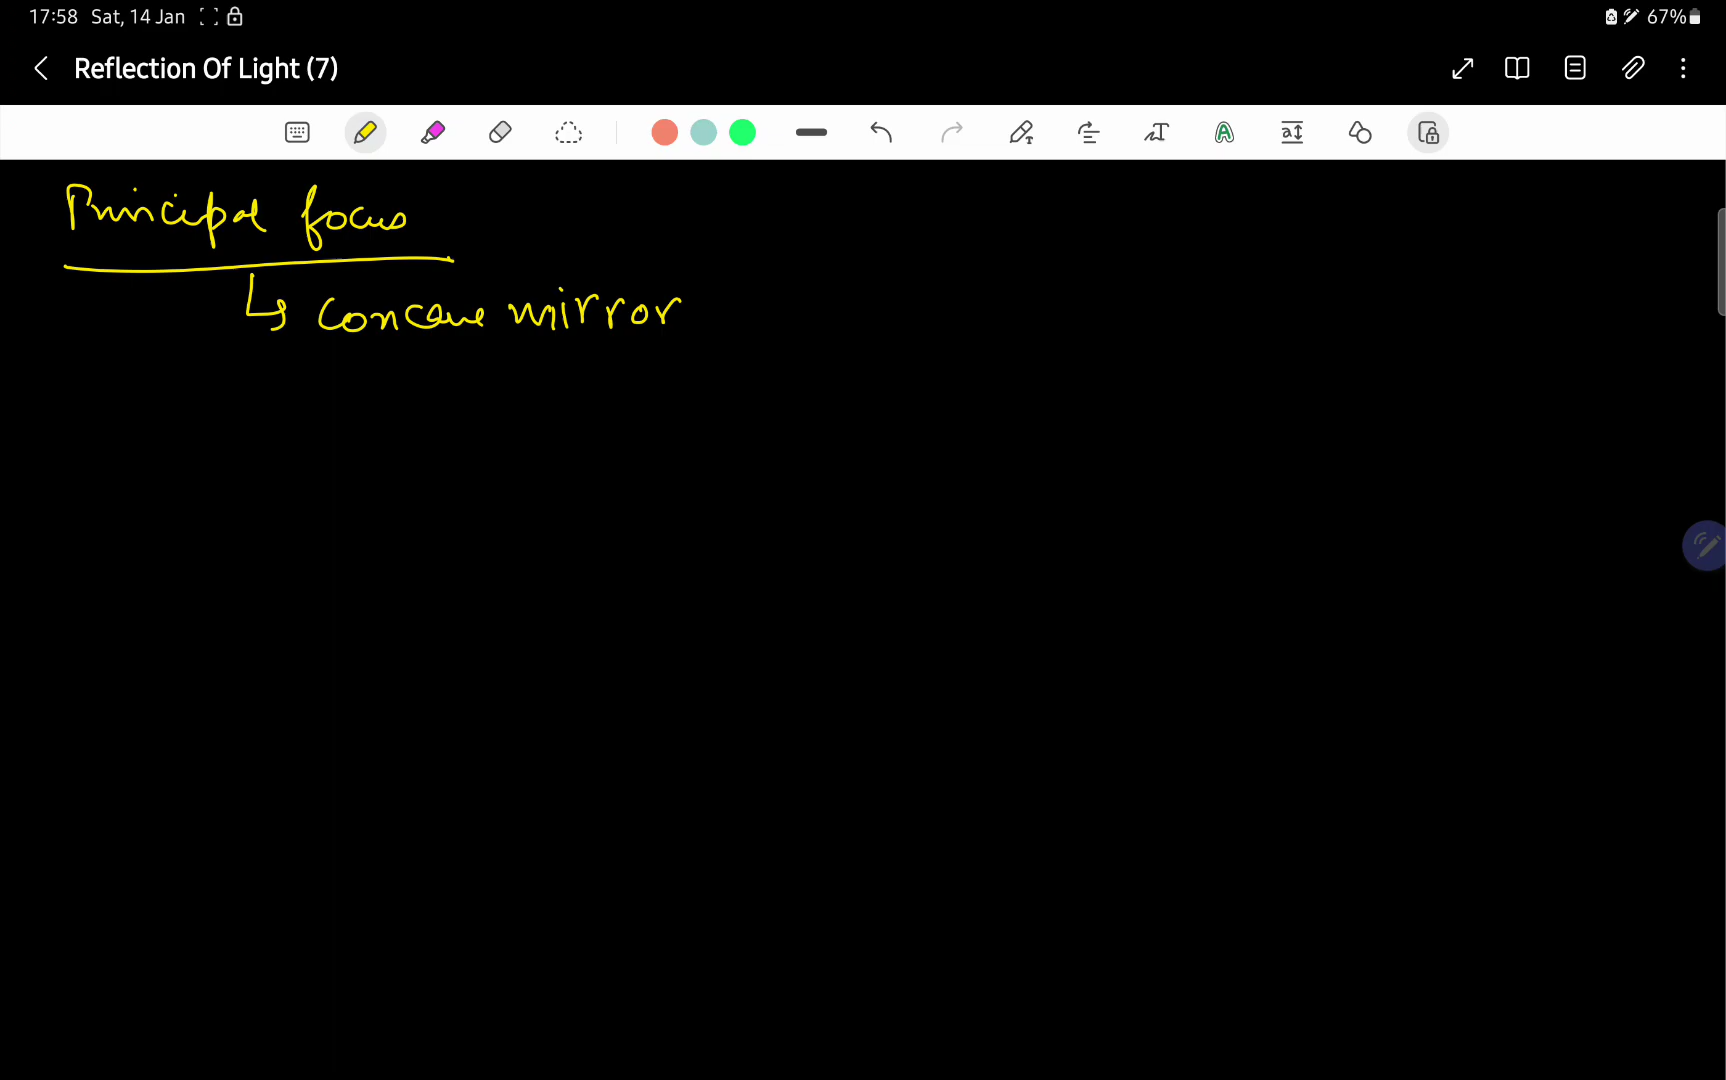 17:58 Sat, 14 Jan 67%
Reflection Of Light (7)
Principal focus
↳ concave mirror